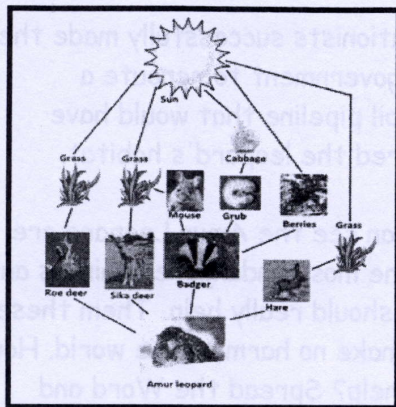 Sun
Grass Grass Cabbage
Mouse Grub Berries Grass
Roe deer Sika deer Badger Hare
Amur leopard